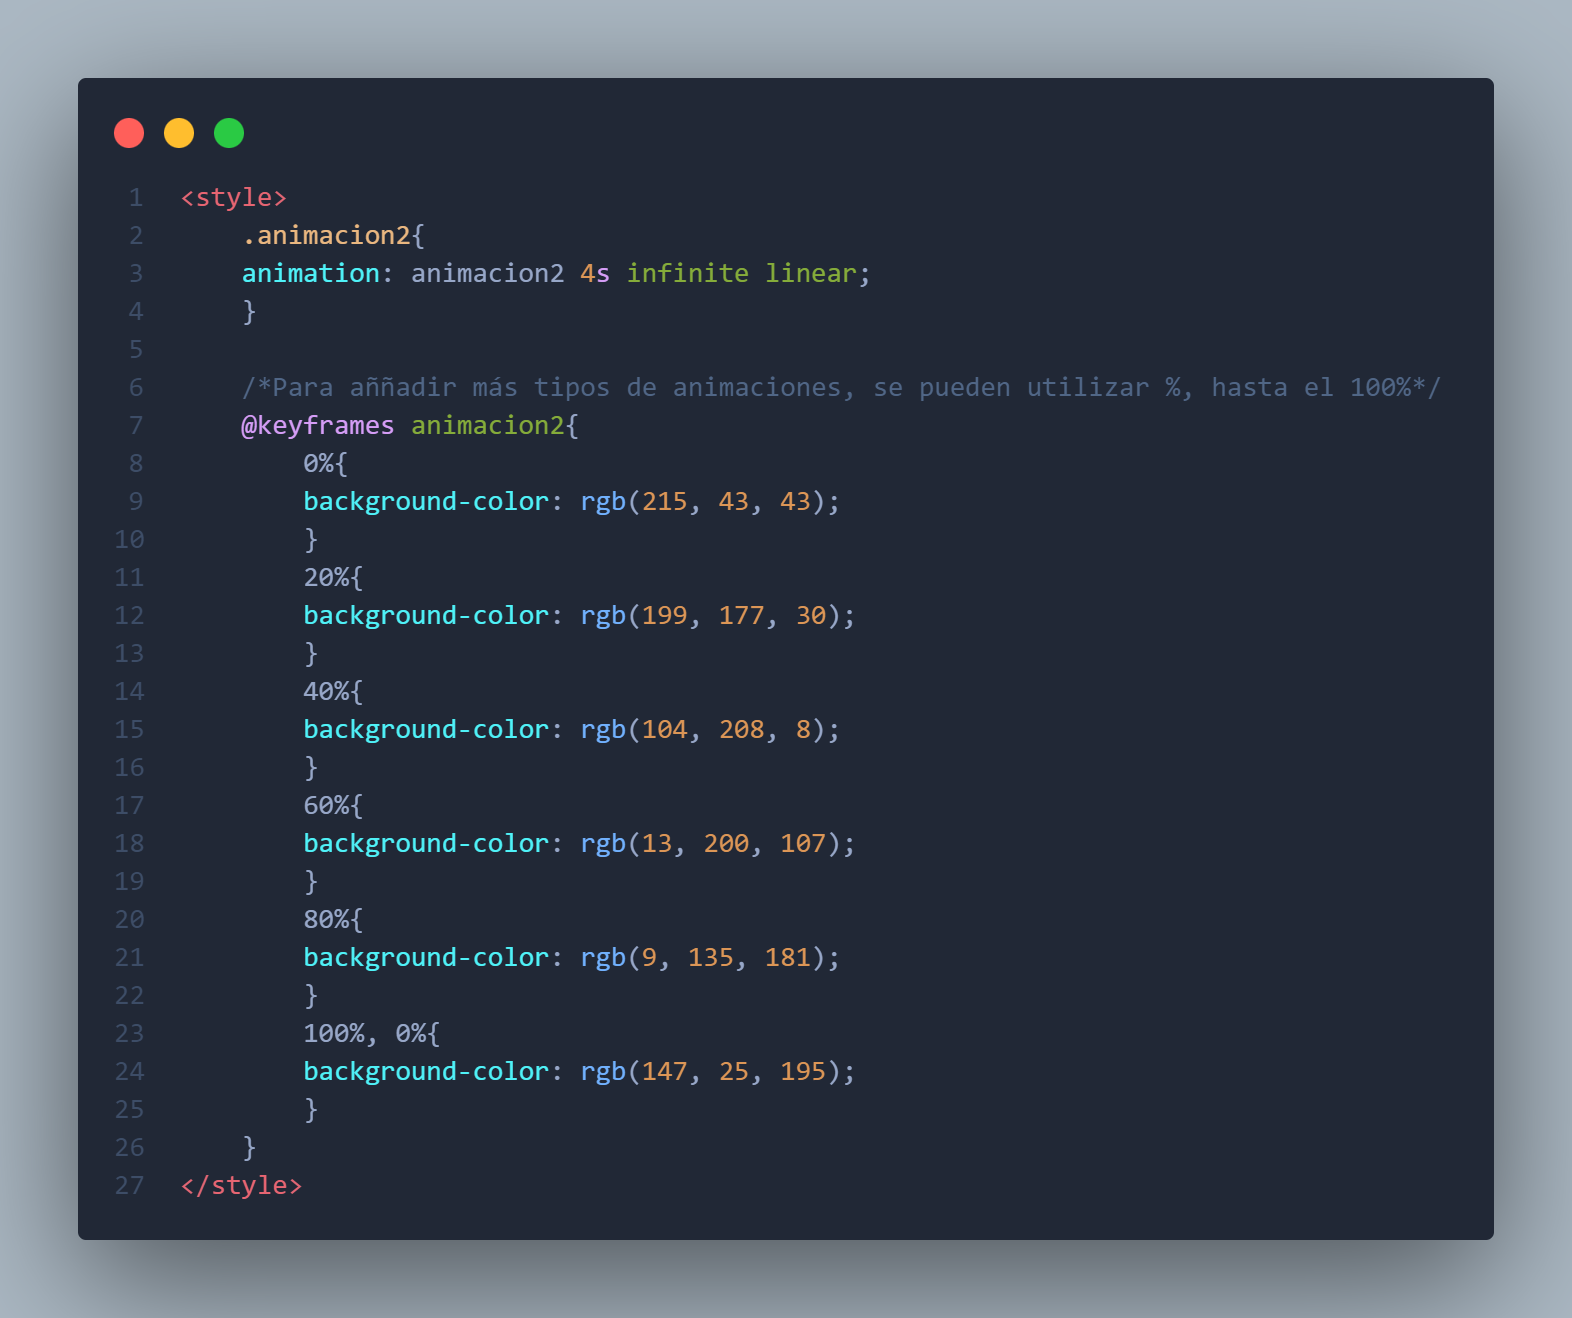 1 <style>
2     .animacion2{
3     animation: animacion2 4s infinite linear;
4     }
5
6     /*Para aññadir más tipos de animaciones, se pueden utilizar %, hasta el 100%*/
7     @keyframes animacion2{
8         0%{
9         background-color: rgb(215, 43, 43);
10         }
11         20%{
12         background-color: rgb(199, 177, 30);
13         }
14         40%{
15         background-color: rgb(104, 208, 8);
16         }
17         60%{
18         background-color: rgb(13, 200, 107);
19         }
20         80%{
21         background-color: rgb(9, 135, 181);
22         }
23         100%, 0%{
24         background-color: rgb(147, 25, 195);
25         }
26     }
27 </style>